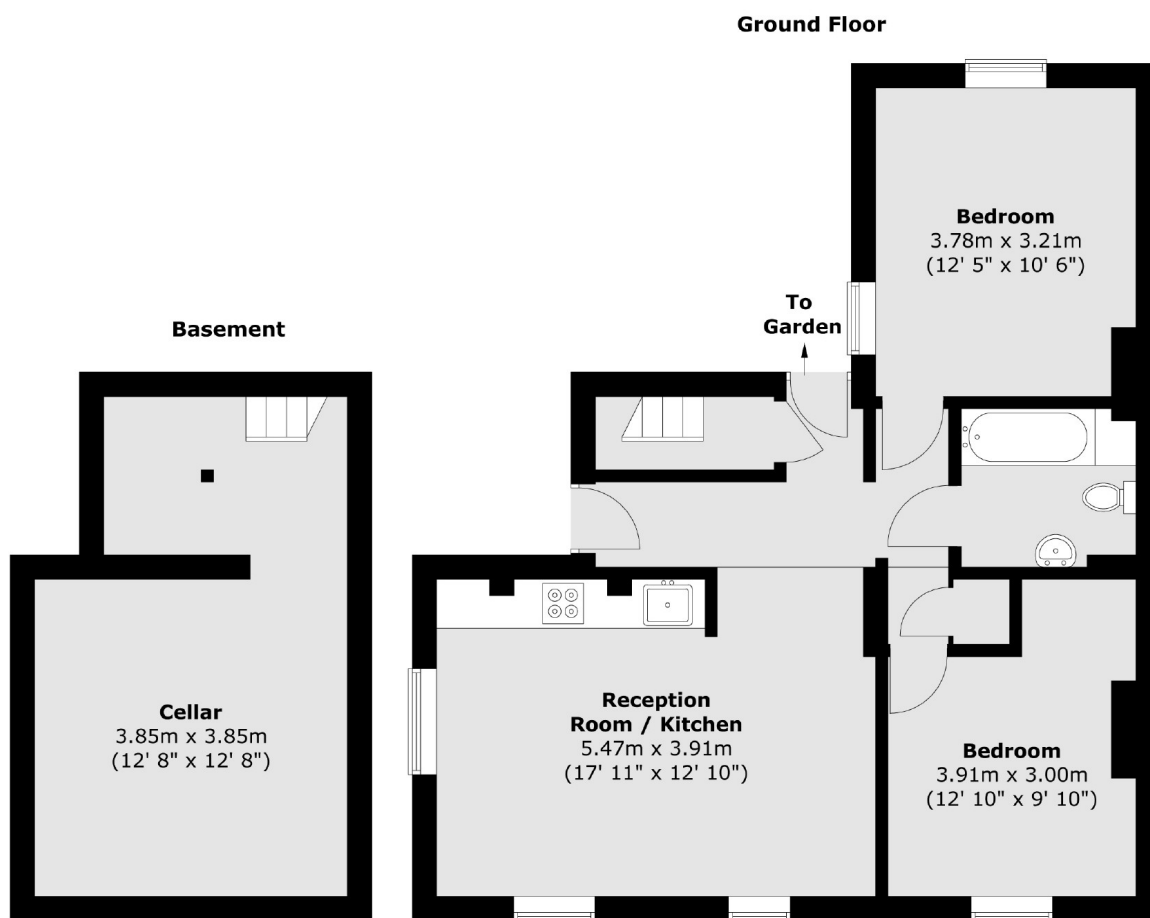 Ground Floor
Bedroom
3.78m x 3.21m
(12' 5" x 10' 6")
To
Garden
Basement
Reception
Room / Kitchen
5.47m x 3.91m
(17' 11" x 12' 10")
Cellar
3.85m x 3.85m
(12' 8" x 12' 8")
Bedroom
3.91m x 3.00m
(12' 10" x 9' 10")